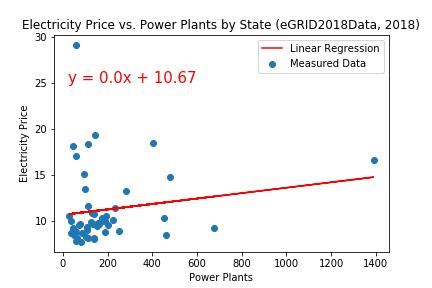 Electricity Price vs. Power Plants by State (eGRID2018Data, 2018)
30
25
20
15
10
Electricity Price
y = 0.0x + 10.67
Linear Regression
Measured Data
0 200 400 600 800 1000 1200 1400
Power Plants